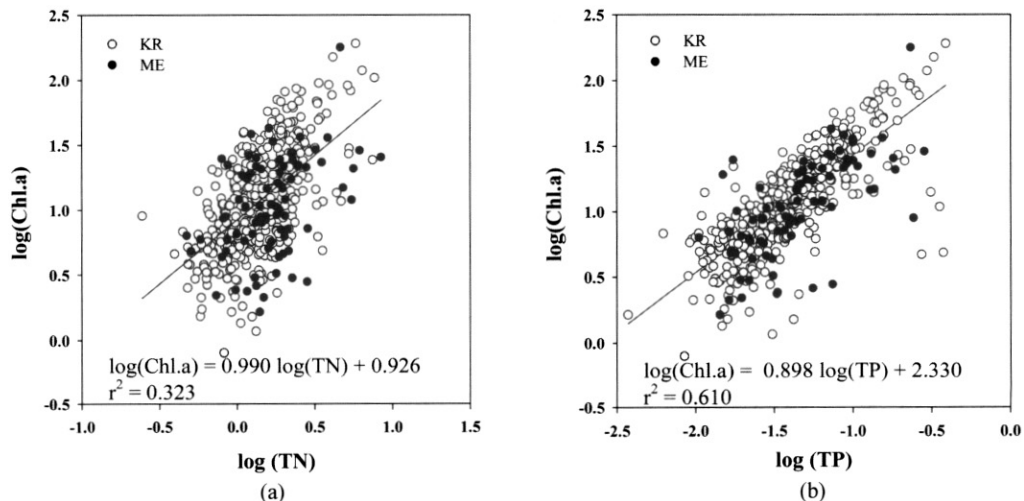 2.5
2.0
1.5
1.0
0.5
0.0
-0.5
log(Chl.a)
KR
ME
log(Chl.a) = 0.990 log(TN) + 0.926
r² = 0.323
-1.0 -0.5 0.0 0.5 1.0 1.5
log (TN)
(a)
2.5
2.0
1.5
1.0
0.5
0.0
-0.5
log(Chl.a)
KR
ME
log(Chl.a) = 0.898 log(TP) + 2.330
r² = 0.610
-2.5 -2.0 -1.5 -1.0 -0.5 0.0
log (TP)
(b)